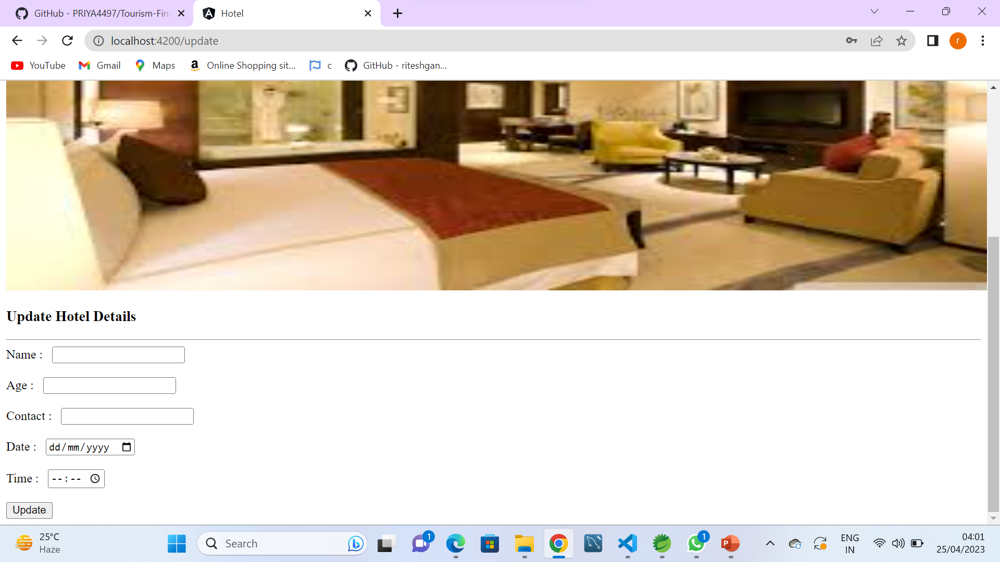 GitHub - PRIYA4497/Tourism-Fina
Hotel
localhost:4200/update
r
YouTube
Gmail
Maps
Online Shopping sit...
c
GitHub - riteshgan...
Update Hotel Details
Name :
Age :
Contact :
Date : dd/mm/yyyy
Time : --:--
Update
25°C
Haze
Search
1
1
P
ENG
IN
04:01
25/04/2023